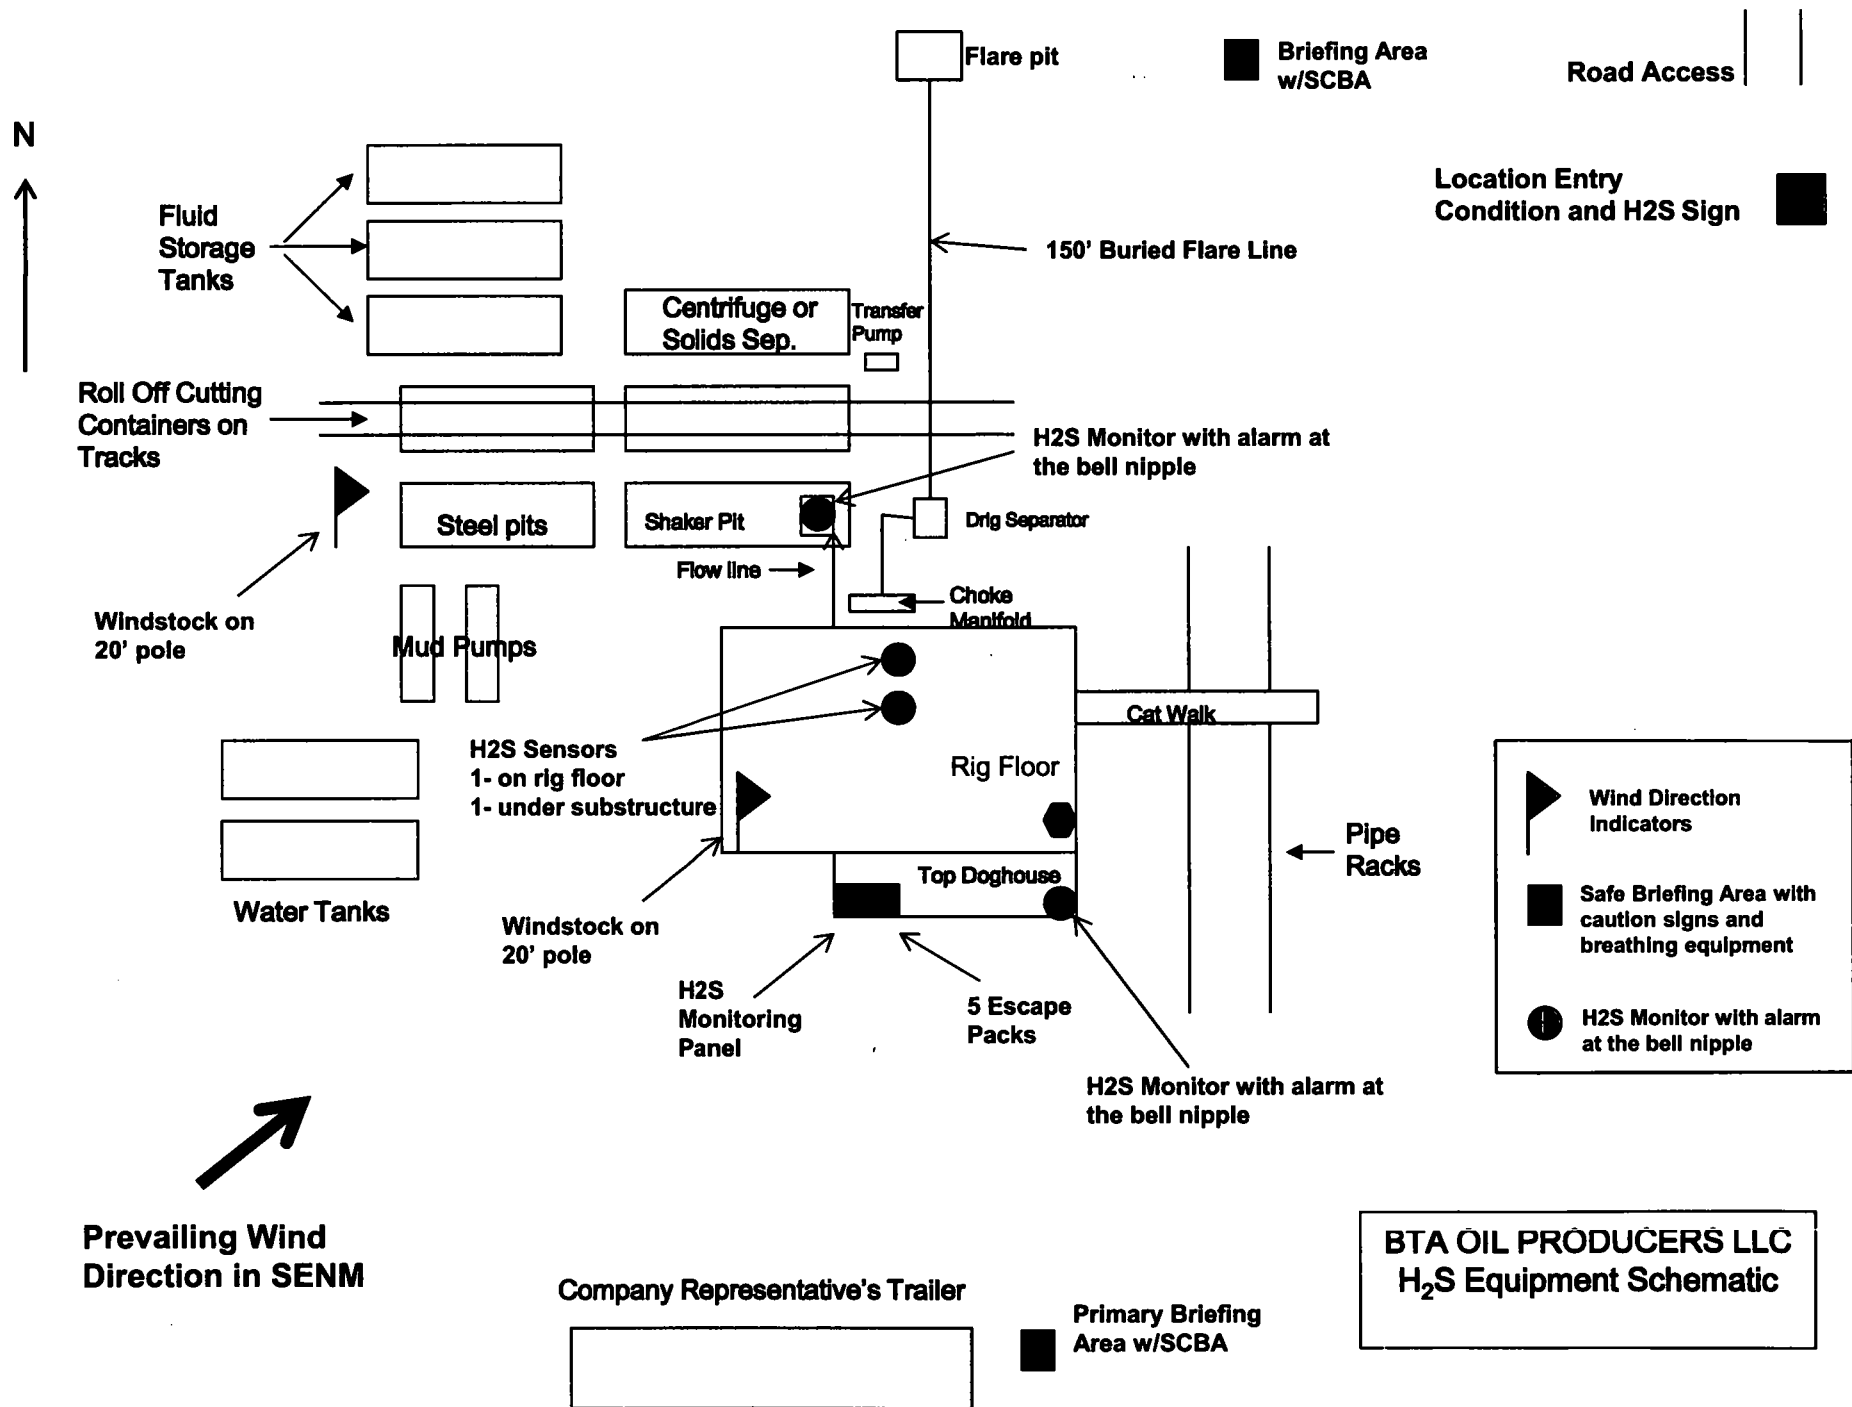 Flare pit
Briefing Area
w/SCBA
Road Access
N
Location Entry
Condition and H2S Sign
Fluid
Storage
Tanks
150' Buried Flare Line
Centrifuge or
Solids Sep.
Transfer
Pump
Roll Off Cutting
Containers on
Tracks
H2S Monitor with alarm at
the bell nipple
Steel pits
Shaker Pit
Drlg Separator
Flow line
Choke
Manifold
Windstock on
20' pole
Mud Pumps
Cat Walk
H2S Sensors
1- on rig floor
1- under substructure
Rig Floor
Wind Direction
Indicators
Pipe
Racks
Top Doghouse
Safe Briefing Area with
caution signs and
breathing equipment
Water Tanks
Windstock on
20' pole
H2S
Monitoring
Panel
5 Escape
Packs
H2S Monitor with alarm
at the bell nipple
H2S Monitor with alarm at
the bell nipple
Prevailing Wind
Direction in SENM
BTA OIL PRODUCERS LLC
H₂S Equipment Schematic
Company Representative's Trailer
Primary Briefing
Area w/SCBA